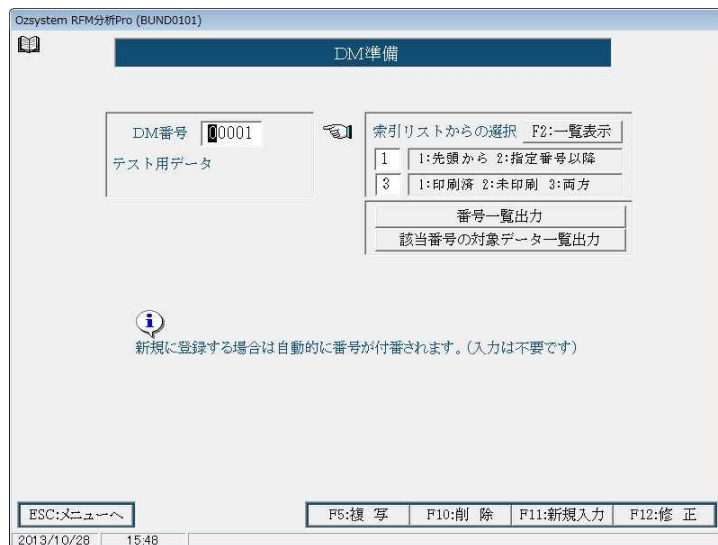 Ozsystem RFM分析Pro (BUND0101)
DM準備
DM番号 00001
テスト用データ
索引リストからの選択 F2:一覧表示
1 1:先頭から 2:指定番号以降
3 1:印刷済 2:未印刷 3:両方
番号一覧出力
該当番号の対象データ一覧出力
新規に登録する場合は自動的に番号が付番されます。(入力は不要です)
ESC:メニューへ F5:複 写 F10:削 除 F11:新規入力 F12:修 正
2013/10/28 15:48